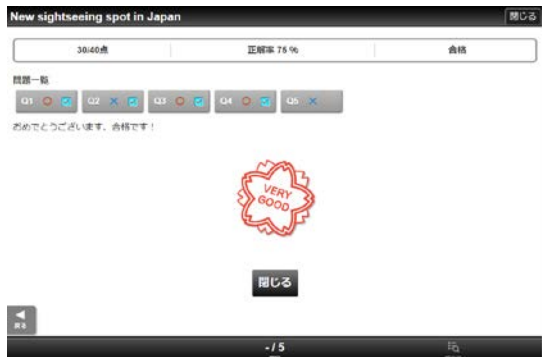 New sightseeing spot in Japan 閉じる
30/40点 正解率 75 % 合格
問題一覧
Q1 Q2 Q3 Q4 Q5
おめでとうございます。合格です！
VERY
GOOD
閉じる
戻る
- / 5